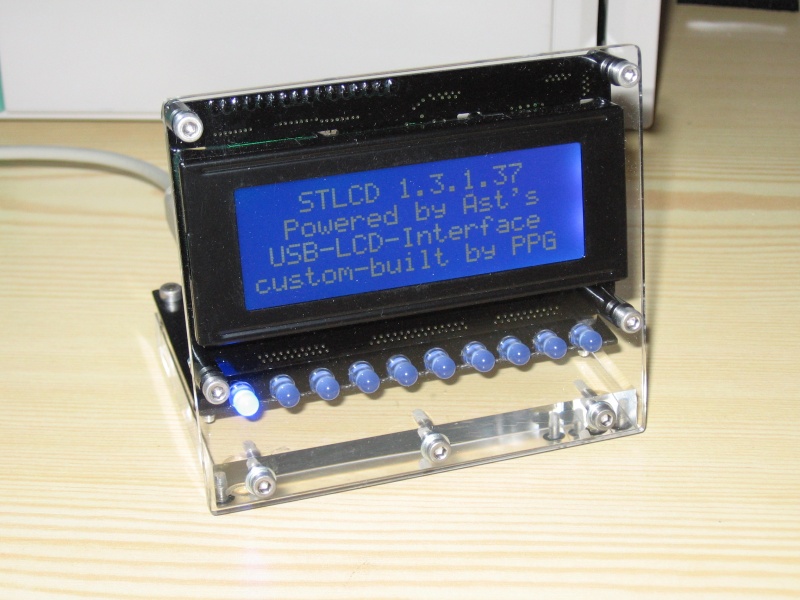 STLCD 1.3.1.37
Powered by Ast's
USB-LCD-Interface
custom-built by PPG